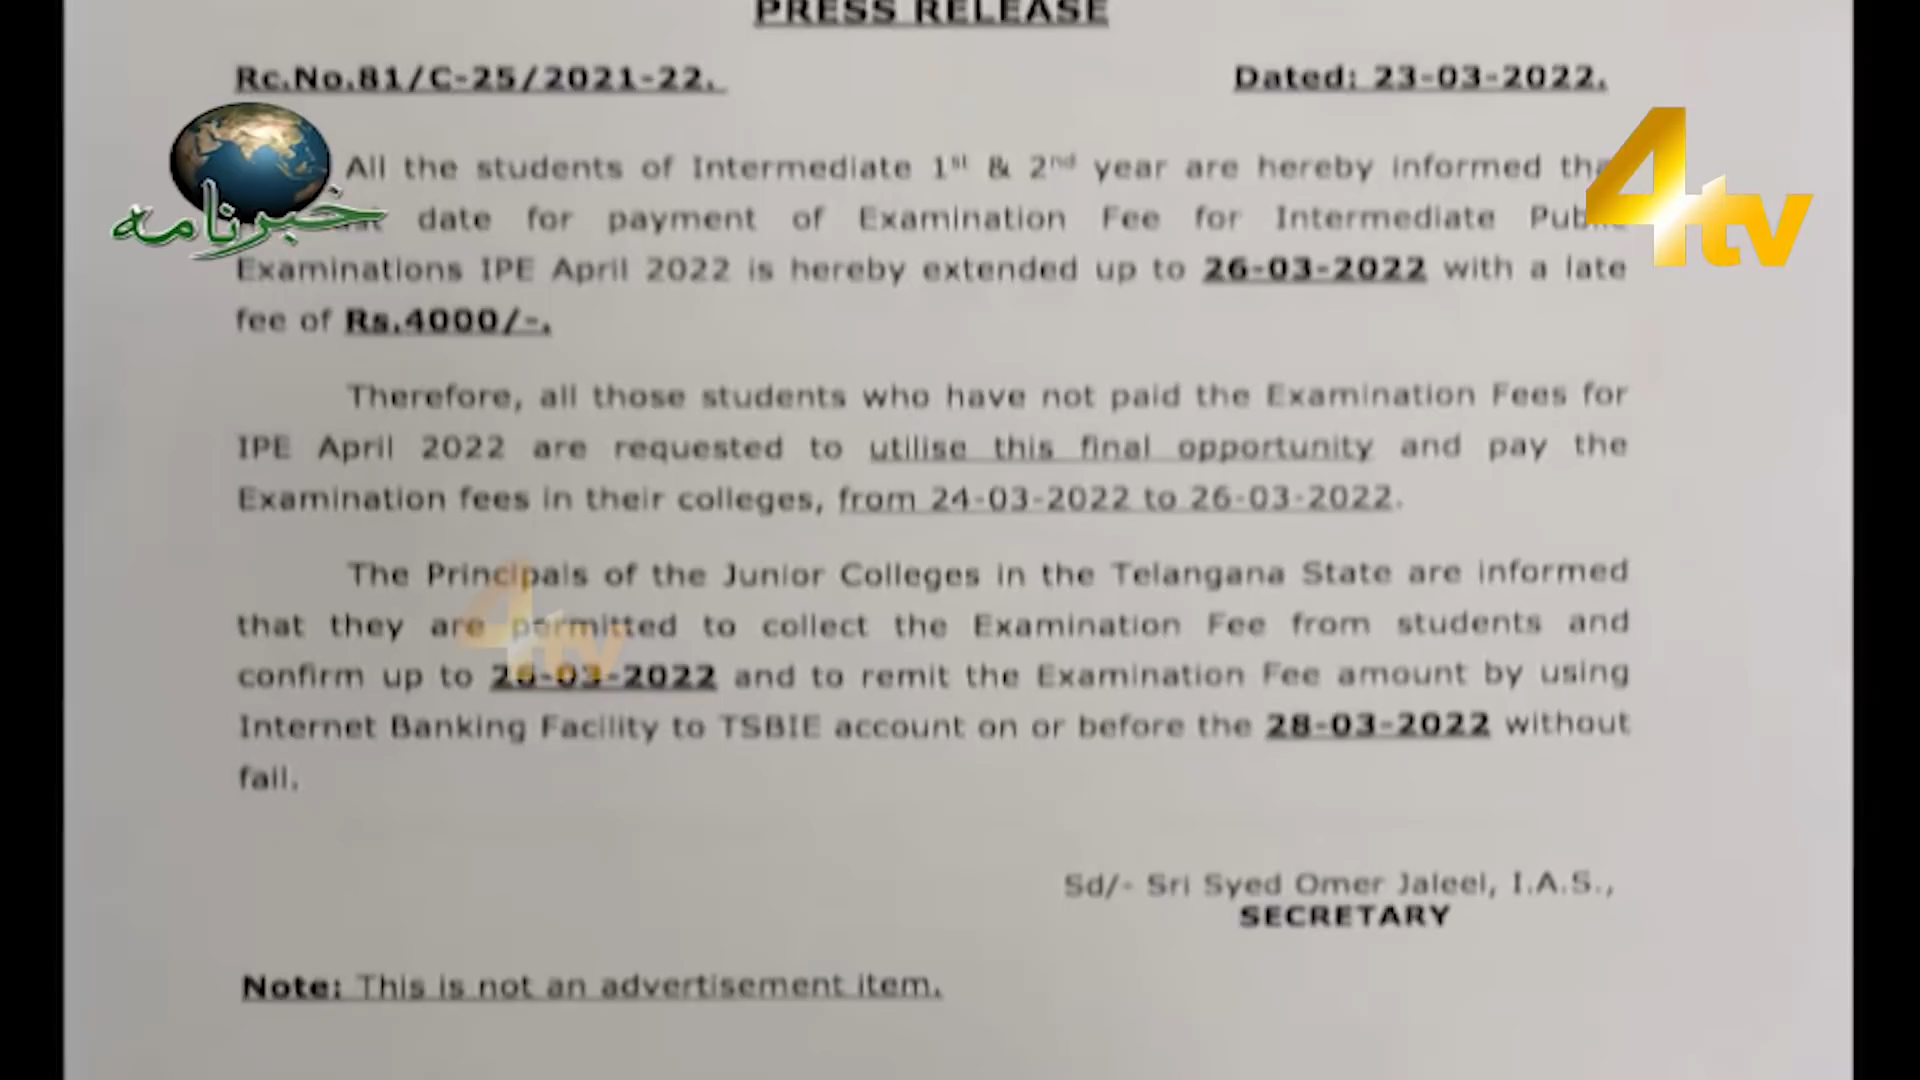 PRESS RELEASE
Rc.No.81/C-25/2021-22.
Dated: 23-03-2022.
4tv
خبرنامہ
All the students of Intermediate 1st & 2nd year are hereby informed
date for payment of Examination Fee for Intermediate
Examinations IPE April 2022 is hereby extended up to 26-03-2022 with a late
fee of Rs.4000/-.
Therefore, all those students who have not paid the Examination Fees for
IPE April 2022 are requested to utilise this final opportunity and pay the
Examination fees in their colleges, from 24-03-2022 to 26-03-2022.
The Principals of the Junior Colleges in the Telangana State are informed
that they are permitted to collect the Examination Fee from students and
confirm up to 26-03-2022 and to remit the Examination Fee amount by using
Internet Banking Facility to TSBIE account on or before the 28-03-2022 without
fail.
4tv
Sd/- Sri Syed Omer Jaleel, I.A.S.,
SECRETARY
Note: This is not an advertisement item.